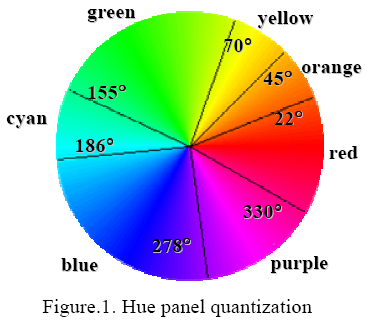 green
yellow
70°
orange
45°
155°
22°
cyan
186°
red
330°
278°
blue
purple
Figure.1. Hue panel quantization